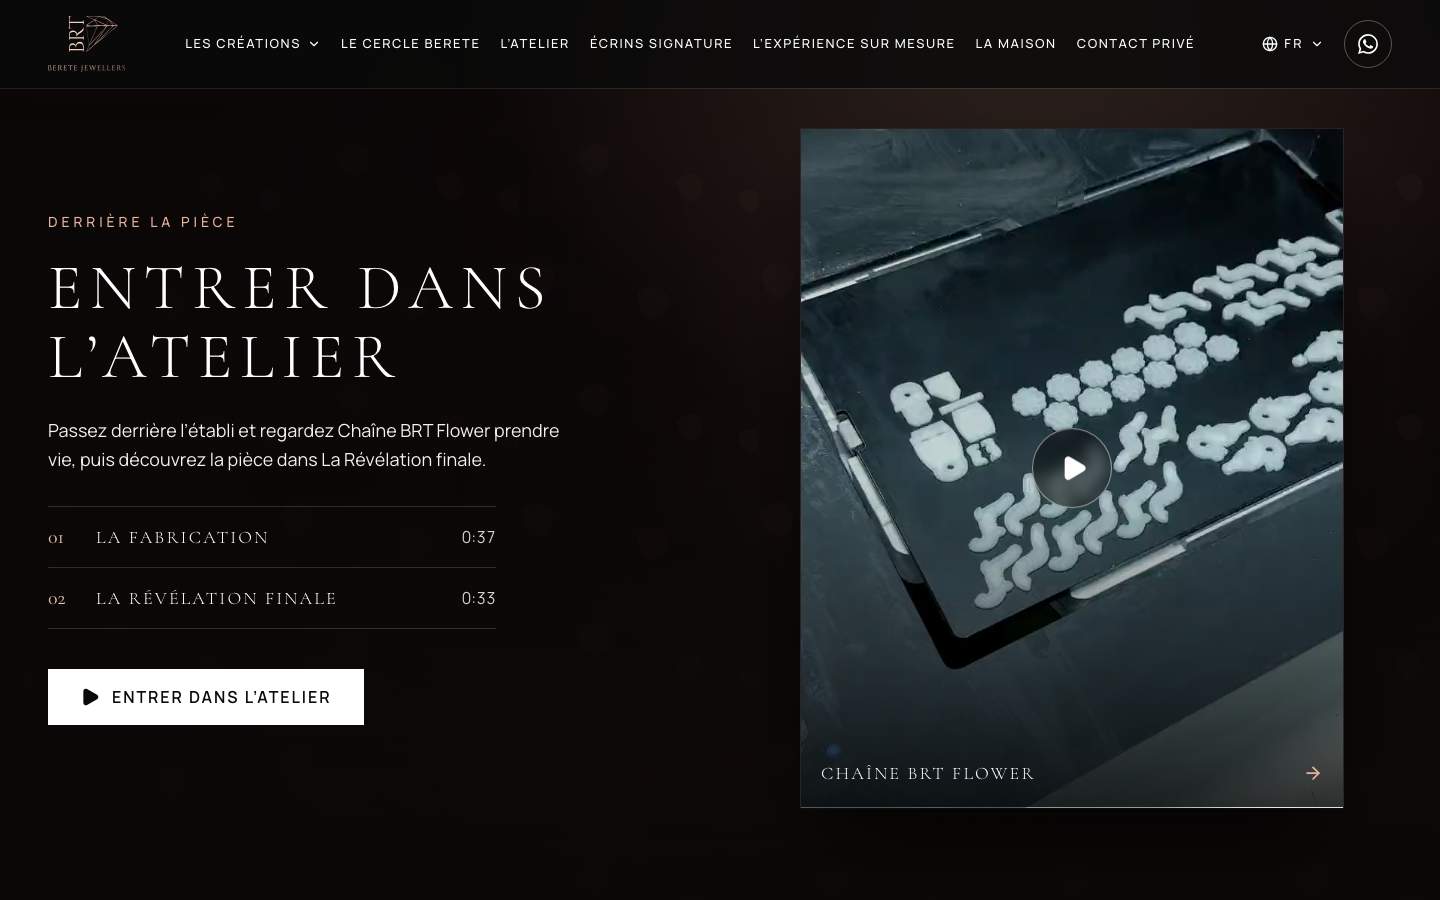 BRT
BERETE JEWELLERS
LES CRÉATIONS
LE CERCLE BERETE
L’ATELIER
ÉCRINS SIGNATURE
L’EXPÉRIENCE SUR MESURE
LA MAISON
CONTACT PRIVÉ
FR
DERRIÈRE LA PIÈCE
ENTRER DANS
L’ATELIER
Passez derrière l’établi et regardez Chaîne BRT Flower prendre
vie, puis découvrez la pièce dans La Révélation finale.
01 LA FABRICATION 0:37
02 LA RÉVÉLATION FINALE 0:33
ENTRER DANS L’ATELIER
CHAÎNE BRT FLOWER